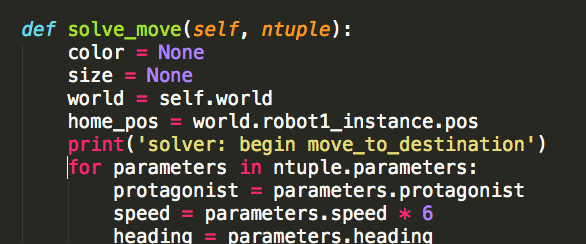 def solve_move(self, ntuple):
color = None
size = None
world = self.world
home_pos = world.robot1_instance.pos
print('solver: begin move_to_destination')
for parameters in ntuple.parameters:
protagonist = parameters.protagonist
speed = parameters.speed * 6
heading = parameters.heading